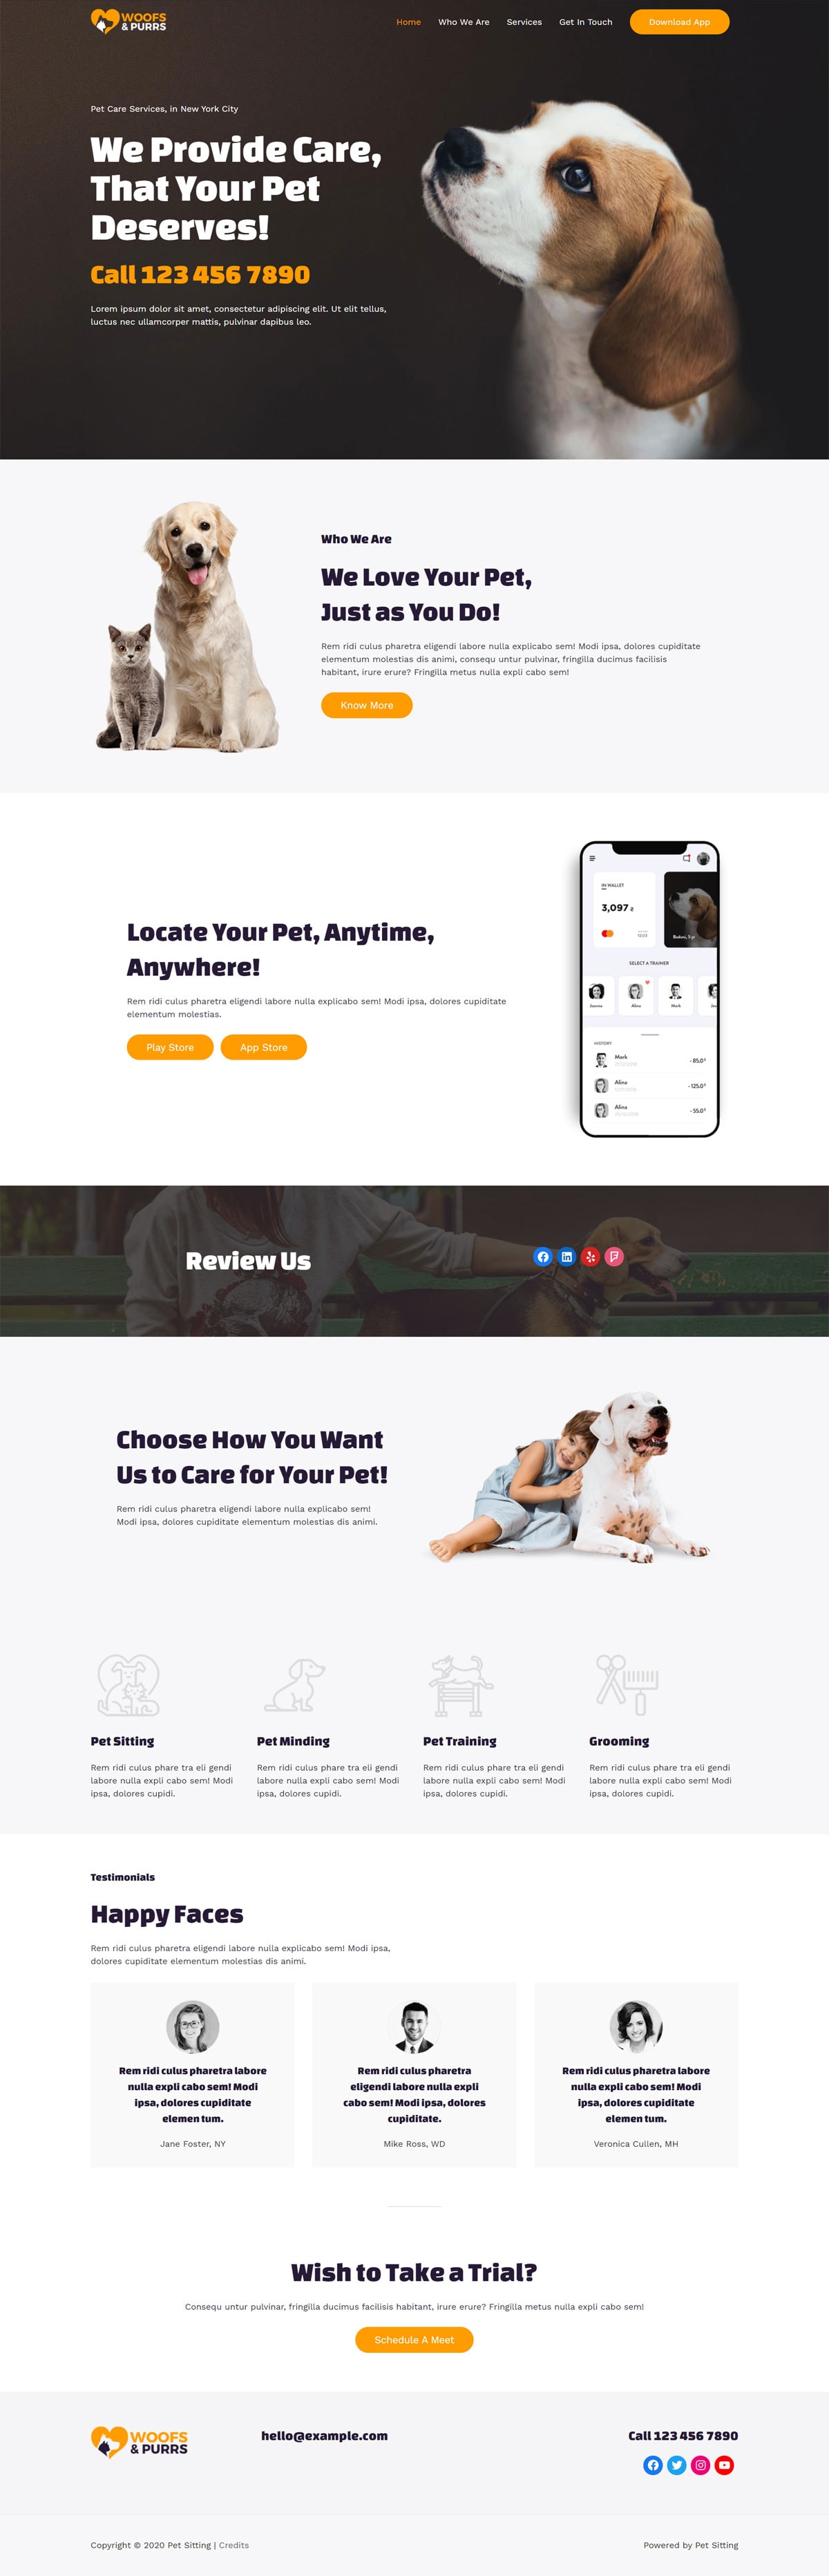 WOOFS
& PURRS
Home Who We Are Services Get In Touch Download App
Pet Care Services, in New York City
We Provide Care,
That Your Pet
Deserves!
Call 123 456 7890
Lorem ipsum dolor sit amet, consectetur adipiscing elit. Ut elit tellus,
luctus nec ullamcorper mattis, pulvinar dapibus leo.
Who We Are
We Love Your Pet,
Just as You Do!
Rem ridi culus pharetra eligendi labore nulla explicabo sem! Modi ipsa, dolores cupiditate
elementum molestias dis animi, consequ untur pulvinar, fringilla ducimus facilisis
habitant, irure erure? Fringilla metus nulla expli cabo sem!
Know More
Locate Your Pet, Anytime,
Anywhere!
Rem ridi culus pharetra eligendi labore nulla explicabo sem! Modi ipsa, dolores cupiditate
elementum molestias.
Play Store App Store
IN WALLET
3,097
SELECT A TRAINER
Joanna Alina Mark
HISTORY
Mark
Alina
Alina
Review Us
Choose How You Want
Us to Care for Your Pet!
Rem ridi culus pharetra eligendi labore nulla explicabo sem!
Modi ipsa, dolores cupiditate elementum molestias dis animi.
Pet Sitting
Rem ridi culus phare tra eli gendi
labore nulla expli cabo sem! Modi
ipsa, dolores cupidi.
Pet Minding
Rem ridi culus phare tra eli gendi
labore nulla expli cabo sem! Modi
ipsa, dolores cupidi.
Pet Training
Rem ridi culus phare tra eli gendi
labore nulla expli cabo sem! Modi
ipsa, dolores cupidi.
Grooming
Rem ridi culus phare tra eli gendi
labore nulla expli cabo sem! Modi
ipsa, dolores cupidi.
Testimonials
Happy Faces
Rem ridi culus pharetra eligendi labore nulla explicabo sem! Modi ipsa,
dolores cupiditate elementum molestias dis animi.
Rem ridi culus pharetra labore
nulla expli cabo sem! Modi
ipsa, dolores cupiditate
elemen tum.
Jane Foster, NY
Rem ridi culus pharetra
eligendi labore nulla expli
cabo sem! Modi ipsa, dolores
cupiditate.
Mike Ross, WD
Rem ridi culus pharetra labore
nulla expli cabo sem! Modi
ipsa, dolores cupiditate
elemen tum.
Veronica Cullen, MH
Wish to Take a Trial?
Consequ untur pulvinar, fringilla ducimus facilisis habitant, irure erure? Fringilla metus nulla expli cabo sem!
Schedule A Meet
WOOFS
& PURRS
hello@example.com
Call 123 456 7890
Copyright © 2020 Pet Sitting | Credits
Powered by Pet Sitting